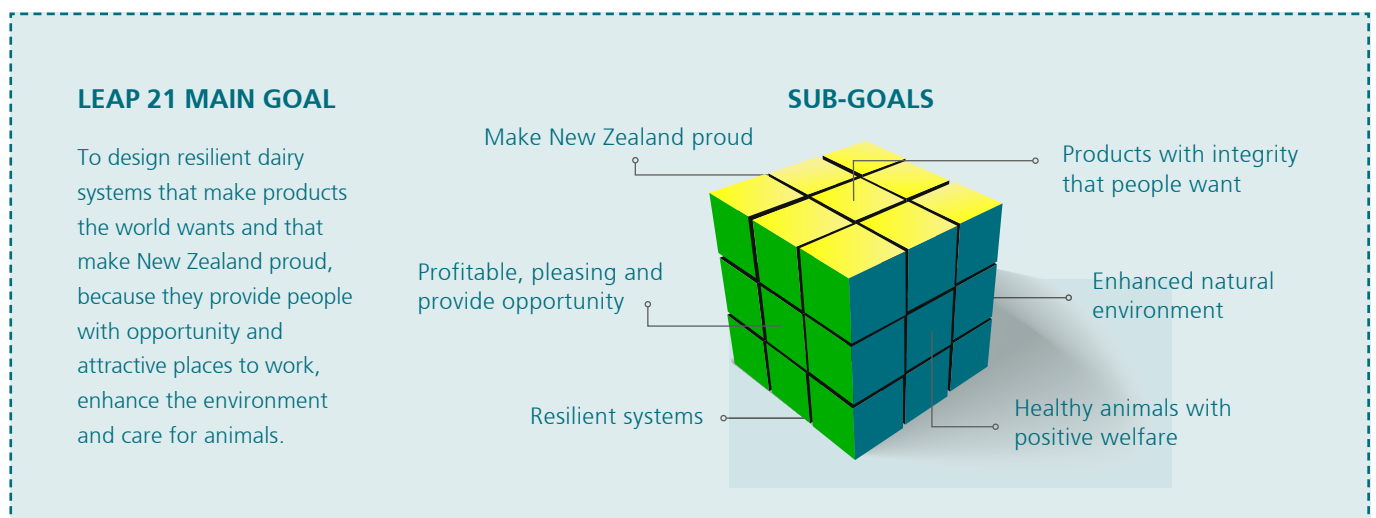 LEAP 21 MAIN GOAL
To design resilient dairy
systems that make products
the world wants and that
make New Zealand proud,
because they provide people
with opportunity and
attractive places to work,
enhance the environment
and care for animals.
SUB-GOALS
Make New Zealand proud
Products with integrity
that people want
Profitable, pleasing and
provide opportunity
Enhanced natural
environment
Resilient systems
Healthy animals with
positive welfare